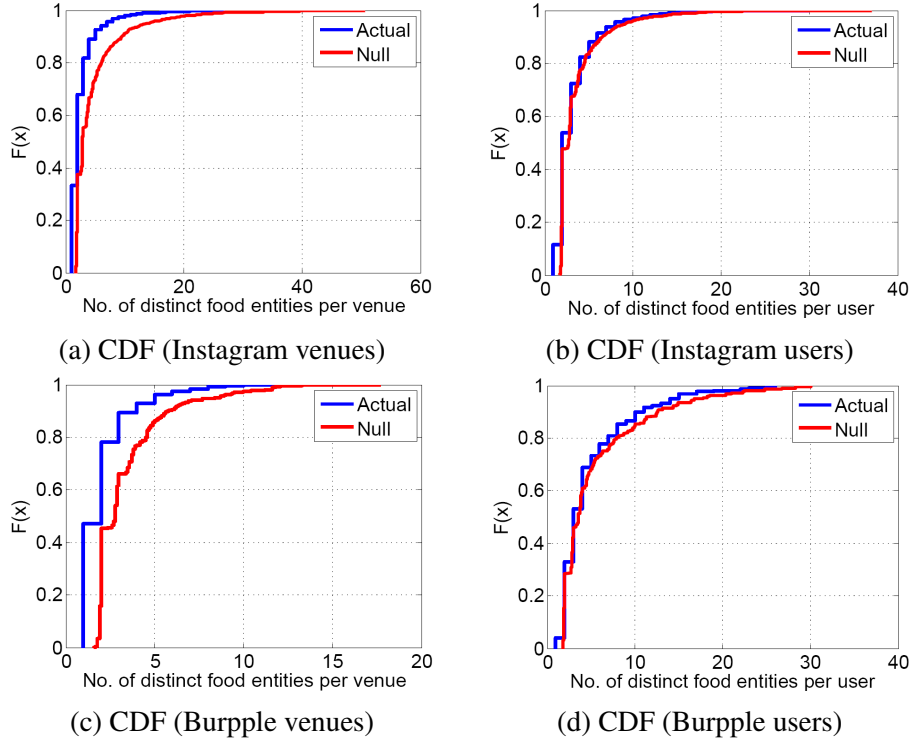 1
0.8
0.6
0.4
0.2
0
F(x)
Actual
Null
0 20 40 60
No. of distinct food entities per venue
(a) CDF (Instagram venues)
1
0.8
0.6
0.4
0.2
0
F(x)
Actual
Null
0 10 20 30 40
No. of distinct food entities per user
(b) CDF (Instagram users)
1
0.8
0.6
0.4
0.2
0
F(x)
Actual
Null
0 5 10 15 20
No. of distinct food entities per venue
(c) CDF (Burpple venues)
1
0.8
0.6
0.4
0.2
0
F(x)
Actual
Null
0 10 20 30 40
No. of distinct food entities per user
(d) CDF (Burpple users)